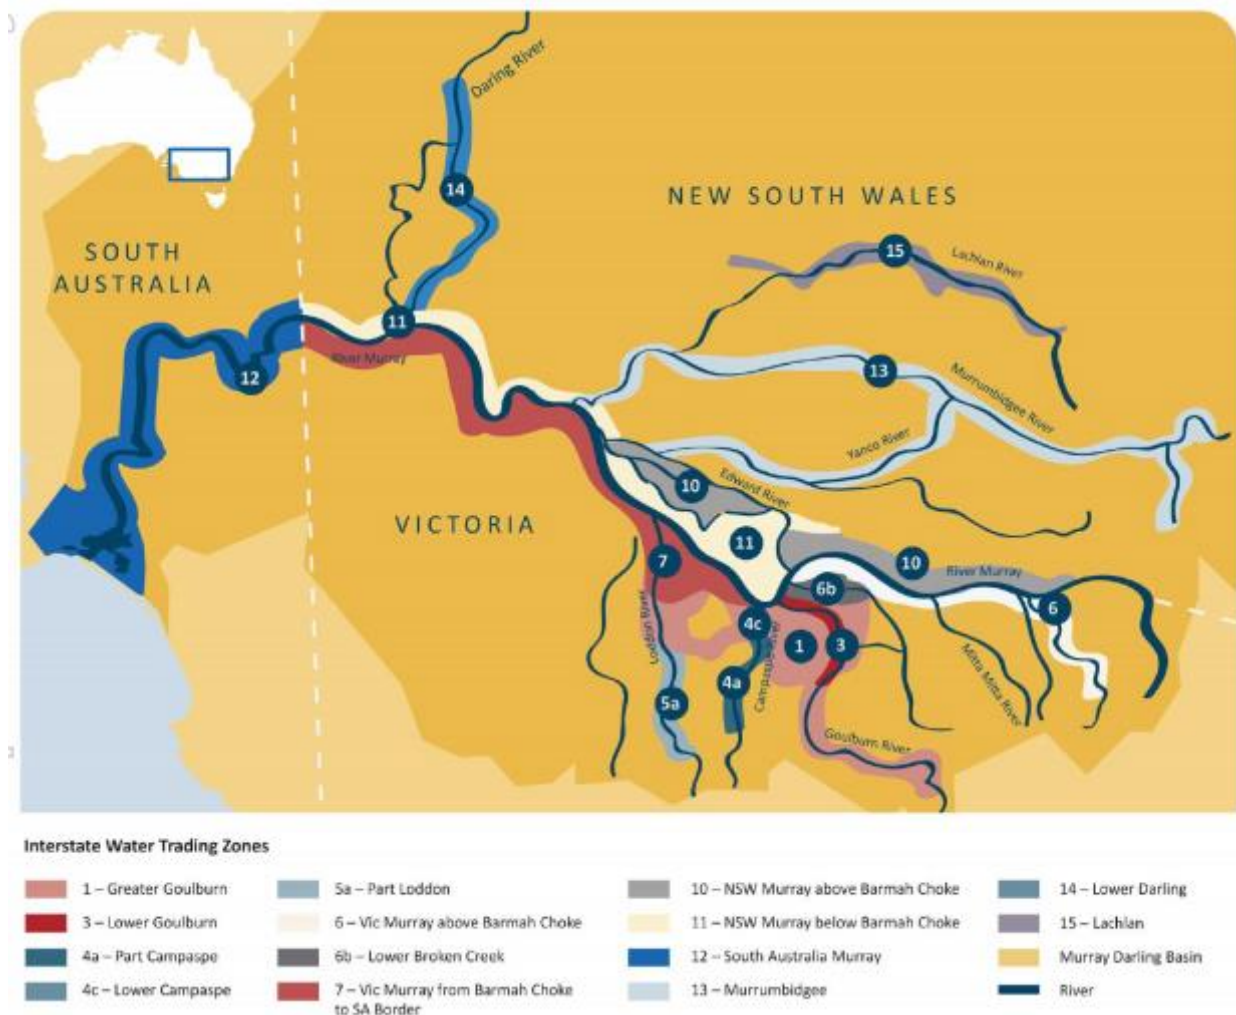 Daring River
14
NEW SOUTH WALES
SOUTH
AUSTRALIA
15
Lachlan River
11
River Murray
12
13
Murrumbidgee River
Yanco River
10
Edward River
VICTORIA
11
7
10
River Murray
6b
6
4c
1
3
Loddon River
Campaspe River
Mitta Mitta River
4a
5a
Goulburn River
Interstate Water Trading Zones
1 – Greater Goulburn
3 – Lower Goulburn
4a – Part Campaspe
4c – Lower Campaspe
5a – Part Loddon
6 – Vic Murray above Barmah Choke
6b – Lower Broken Creek
7 – Vic Murray from Barmah Choke
to SA Border
10 – NSW Murray above Barmah Choke
11 – NSW Murray below Barmah Choke
12 – South Australia Murray
13 – Murrumbidgee
14 – Lower Darling
15 – Lachlan
Murray Darling Basin
River